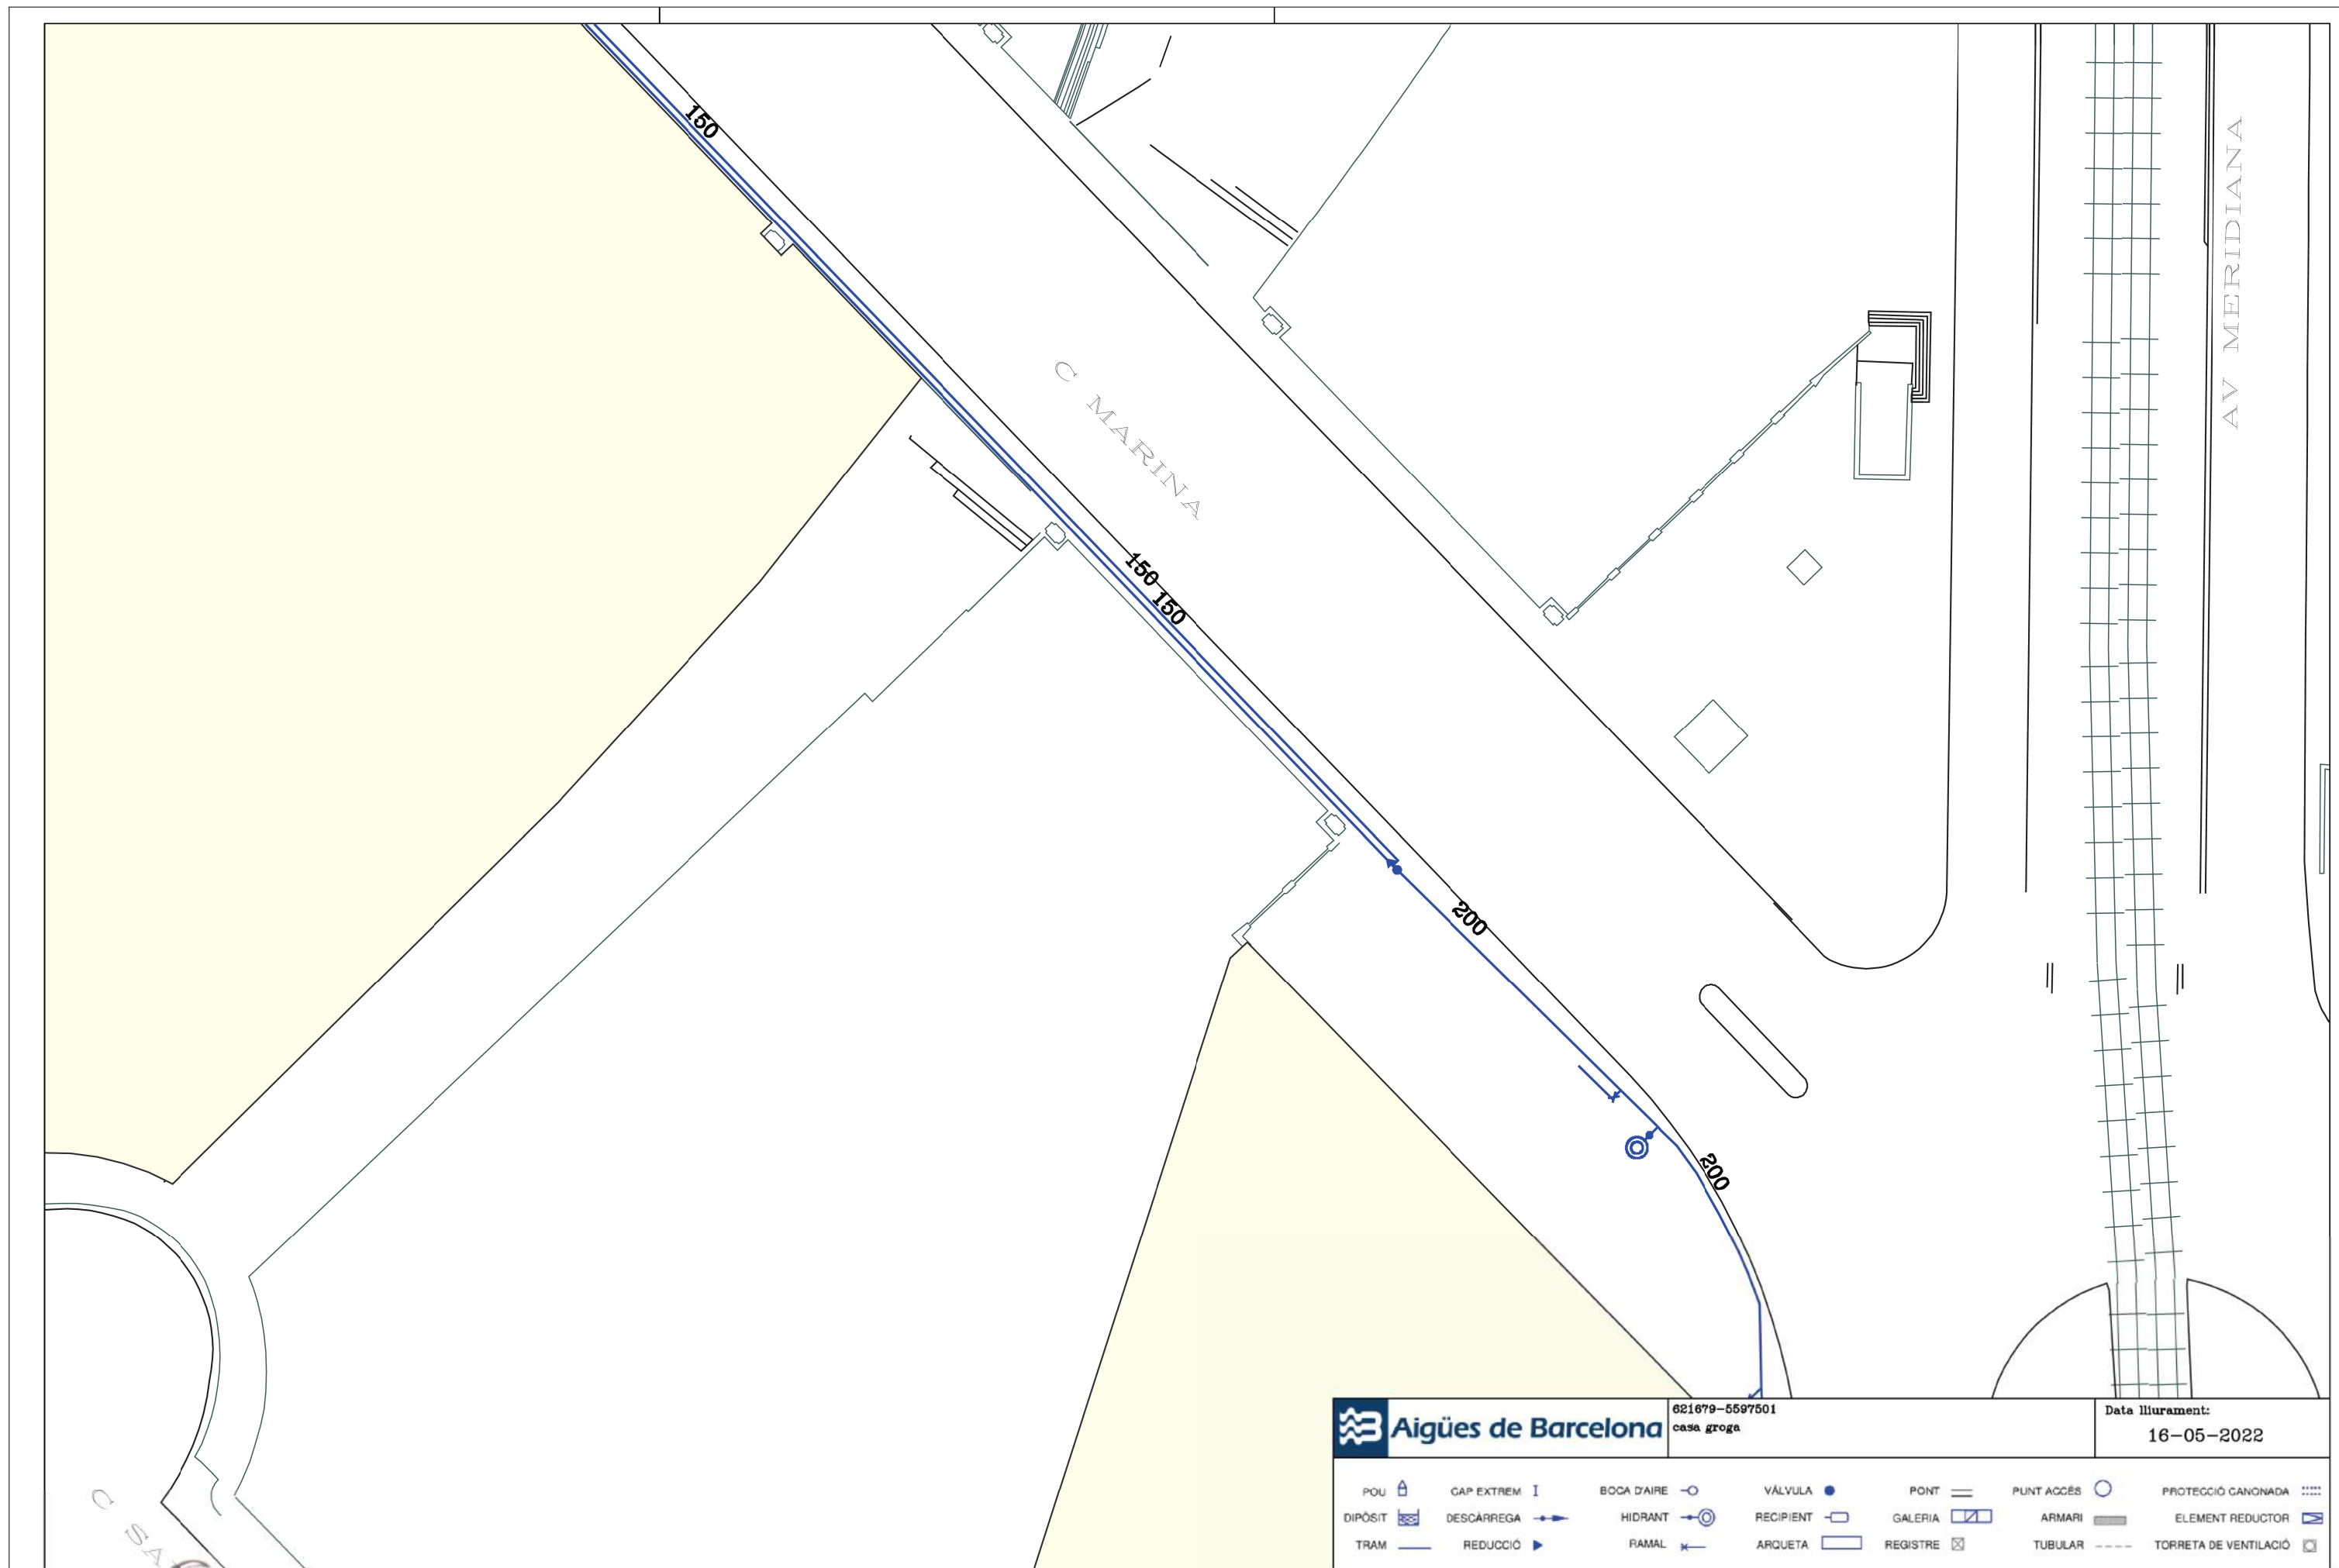 150
AV MERIDIANA
C MARINA
150
150
200
200
C SA
Aigües de Barcelona
621679-5597501
casa groga
Data lliurament:
16-05-2022
POU CAP EXTREM BOCA D'AIRE VÁLVULA PONT PUNT ACCÉS PROTECCIÓ CANONADA
DIPÒSIT DESCÀRREGA HIDRANT RECIPIENT GALERIA ARMARI ELEMENT REDUCTOR
TRAM REDUCCIÓ RAMAL ARQUETA REGISTRE TUBULAR TORRETA DE VENTILACIÓ